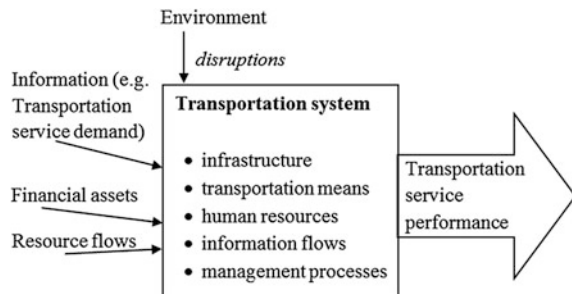 Environment
disruptions
Information (e.g.
Transportation
service demand)
Financial assets
Resource flows
Transportation system
• infrastructure
• transportation means
• human resources
• information flows
• management processes
Transportation
service
performance